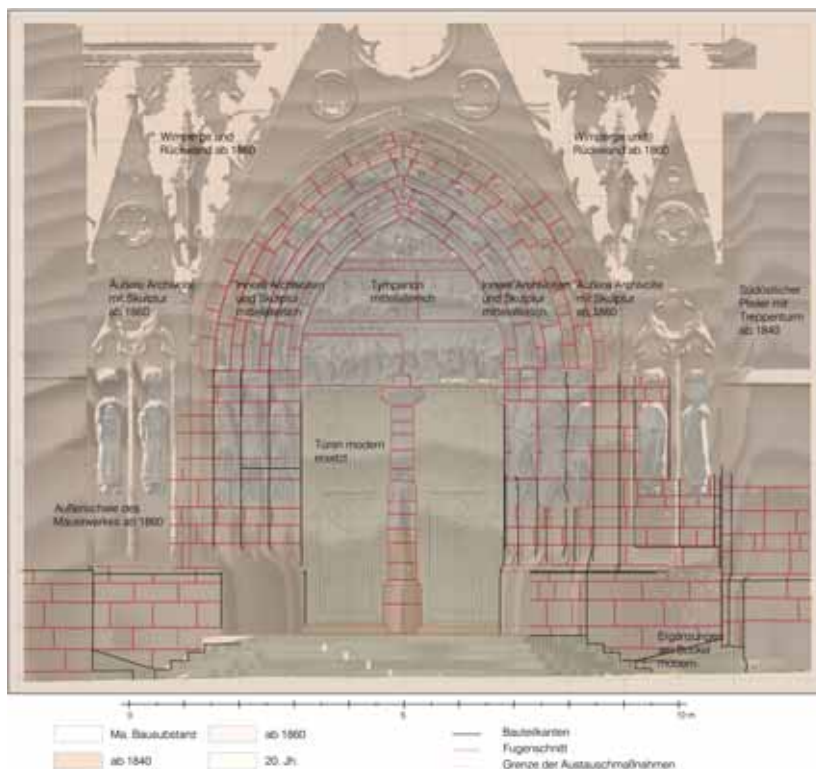 Wimperge und
Rückwand ab 1860
Wimperge und
Rückwand ab 1860
Äußere Archivolte
mit Skulptur
ab 1860
Innere Archivolten
und Skulptur
mittelalterlich
Tympanon
mittelalterlich
Innere Archivolten
und Skulptur
mittelalterlich
Äußere Archivolte
mit Skulptur
ab 1860
Südöstlicher
Pfeiler mit
Treppenturm
ab 1840
Türen modern
ersetzt
Außenschale des
Mauerwerkes ab 1860
Ergänzungen
am Sockel
modern
0 5 10 m
Ma. Bausubstanz
ab 1860
Bauteilkanten
Fugenschnitt
ab 1840
20. Jh.
Grenze der Austauschmaßnahmen